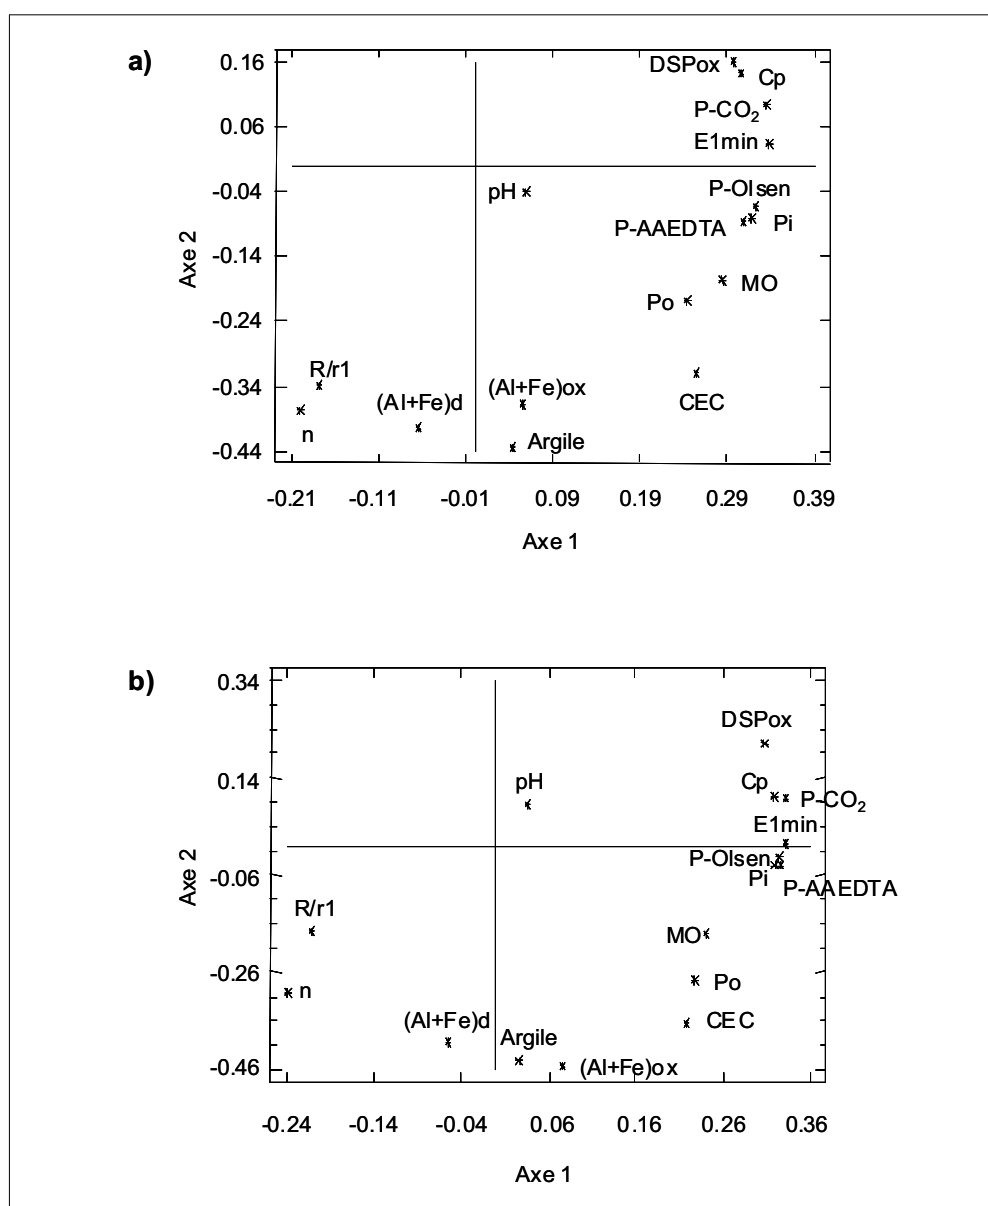 a)
0.16
DSPox
Cp
P-CO₂
0.06
E1min
-0.04
pH
P-Olsen
P-AAEDTA
Pi
Axe 2
-0.14
MO
Po
-0.24
R/r1
-0.34
(Al+Fe)d
(Al+Fe)ox
CEC
n
Argile
-0.44
-0.21 -0.11 -0.01 0.09 0.19 0.29 0.39
Axe 1
b)
0.34
DSPox
0.14
pH
Cp
P-CO₂
E1min
Axe 2
P-Olsen
-0.06
Pi
P-AAEDTA
R/r1
MO
-0.26
n
Po
(Al+Fe)d
Argile
CEC
-0.46
(Al+Fe)ox
-0.24 -0.14 -0.04 0.06 0.16 0.26 0.36
Axe 1